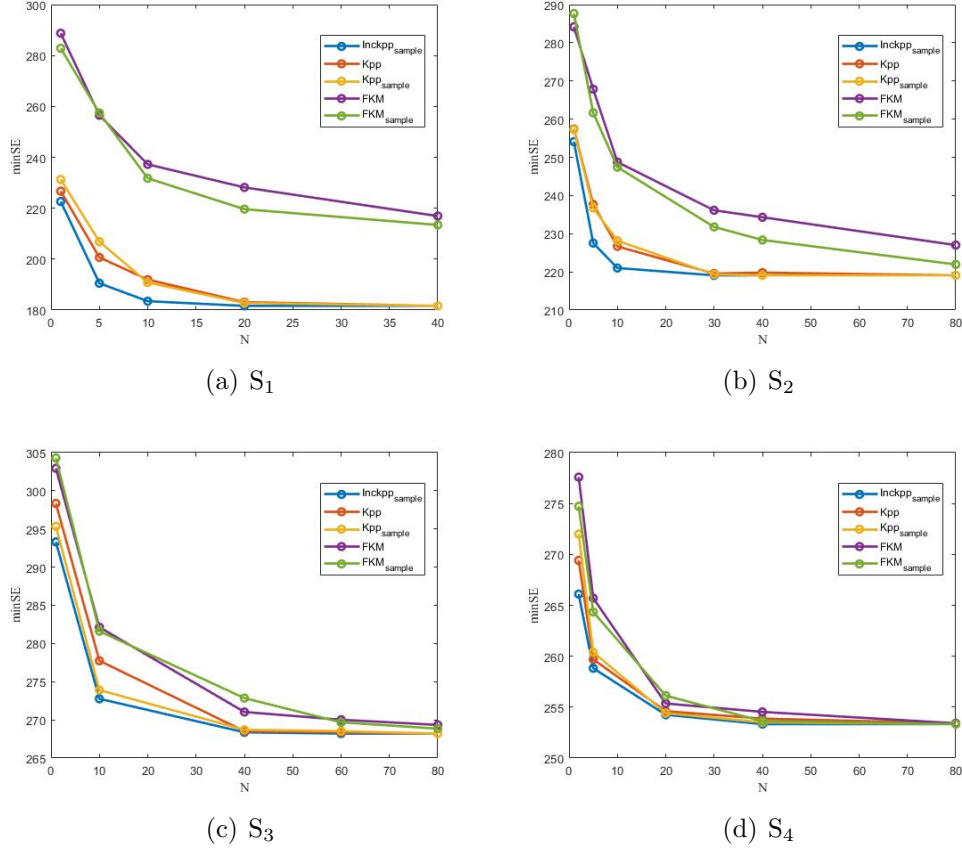 300
280
260
240
220
200
180
minSE
0 5 10 15 20 25 30 35 40
N
Inckpp_sample
Kpp
Kpp_sample
FKM
FKM_sample
(a) S_1
290
280
270
260
250
240
230
220
210
minSE
0 10 20 30 40 50 60 70 80
N
Inckpp_sample
Kpp
Kpp_sample
FKM
FKM_sample
(b) S_2
305
300
295
290
285
280
275
270
265
minSE
0 10 20 30 40 50 60 70 80
N
Inckpp_sample
Kpp
Kpp_sample
FKM
FKM_sample
(c) S_3
280
275
270
265
260
255
250
minSE
0 10 20 30 40 50 60 70 80
N
Inckpp_sample
Kpp
Kpp_sample
FKM
FKM_sample
(d) S_4